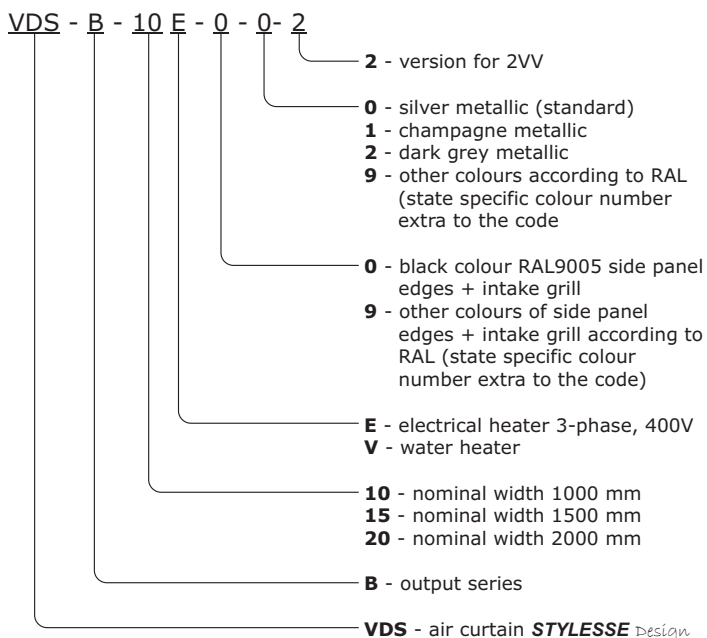 VDS - B - 10 E - 0 - 0- 2
2 - version for 2VV
0 - silver metallic (standard)
1 - champagne metallic
2 - dark grey metallic
9 - other colours according to RAL
(state specific colour number
extra to the code
0 - black colour RAL9005 side panel
edges + intake grill
9 - other colours of side panel
edges + intake grill according to
RAL (state specific colour
number extra to the code)
E - electrical heater 3-phase, 400V
V - water heater
10 - nominal width 1000 mm
15 - nominal width 1500 mm
20 - nominal width 2000 mm
B - output series
VDS - air curtain STYLESSE Design